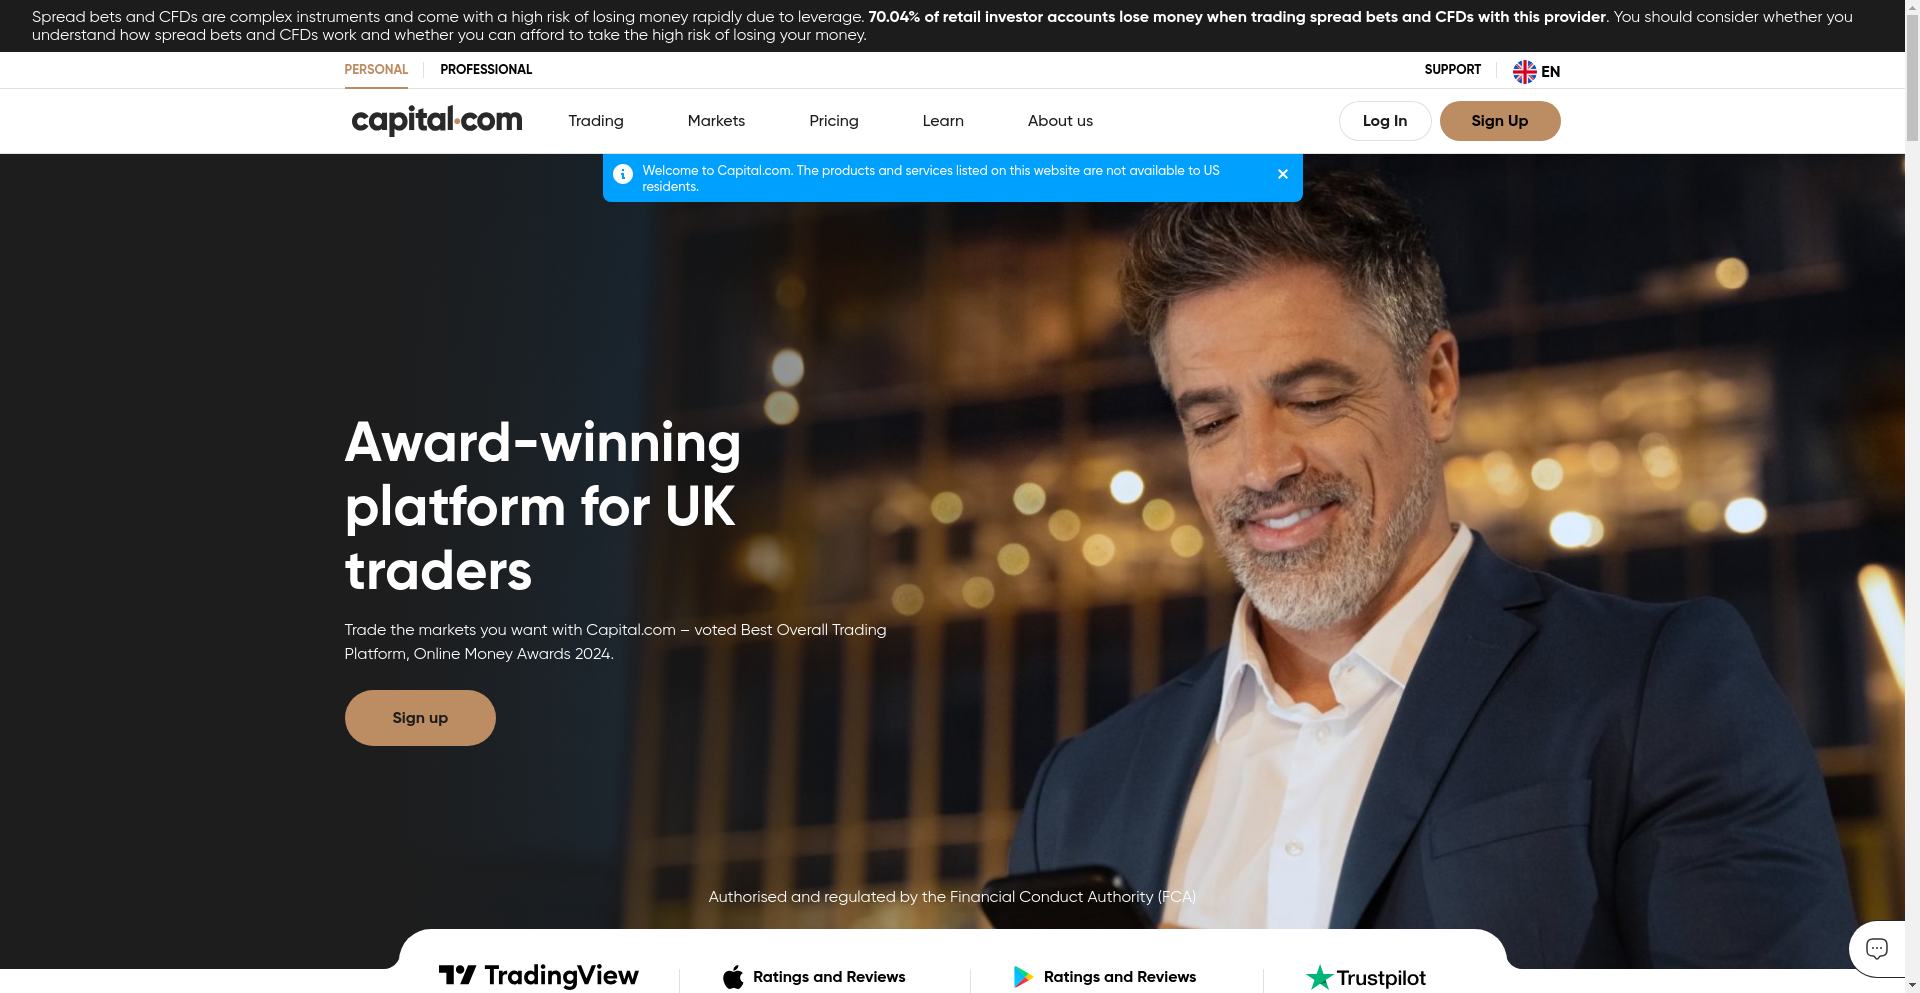 Spread bets and CFDs are complex instruments and come with a high risk of losing money rapidly due to leverage. 70.04% of retail investor accounts lose money when trading spread bets and CFDs with this provider. You should consider whether you
understand how spread bets and CFDs work and whether you can afford to take the high risk of losing your money.
PERSONAL PROFESSIONAL SUPPORT EN
capital.com Trading Markets Pricing Learn About us Log In Sign Up
Welcome to Capital.com. The products and services listed on this website are not available to US
residents.
Award-winning
platform for UK
traders
Trade the markets you want with Capital.com – voted Best Overall Trading
Platform, Online Money Awards 2024.
Sign up
Authorised and regulated by the Financial Conduct Authority (FCA)
TradingView Ratings and Reviews Ratings and Reviews Trustpilot